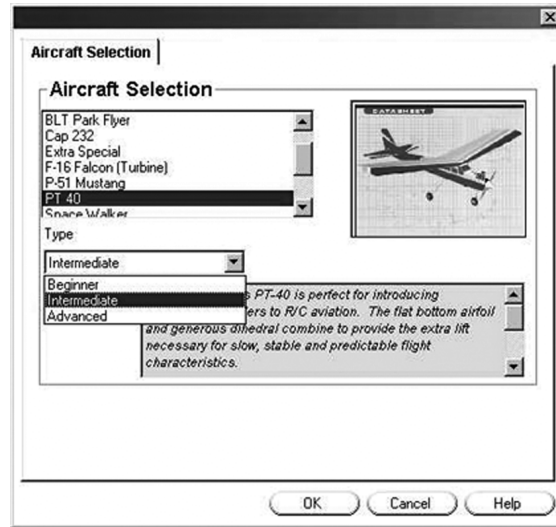 Aircraft Selection
Aircraft Selection
BLT Park Flyer
Cap 232
Extra Special
F-16 Falcon (Turbine)
P-51 Mustang
PT 40
Space Walker
DATASHEET
Type
Intermediate
Beginner
Intermediate
Advanced
s PT-40 is perfect for introducing
ers to R/C aviation. The flat bottom airfoil
and generous dihedral combine to provide the extra lift
necessary for slow, stable and predictable flight
characteristics.
OK Cancel Help